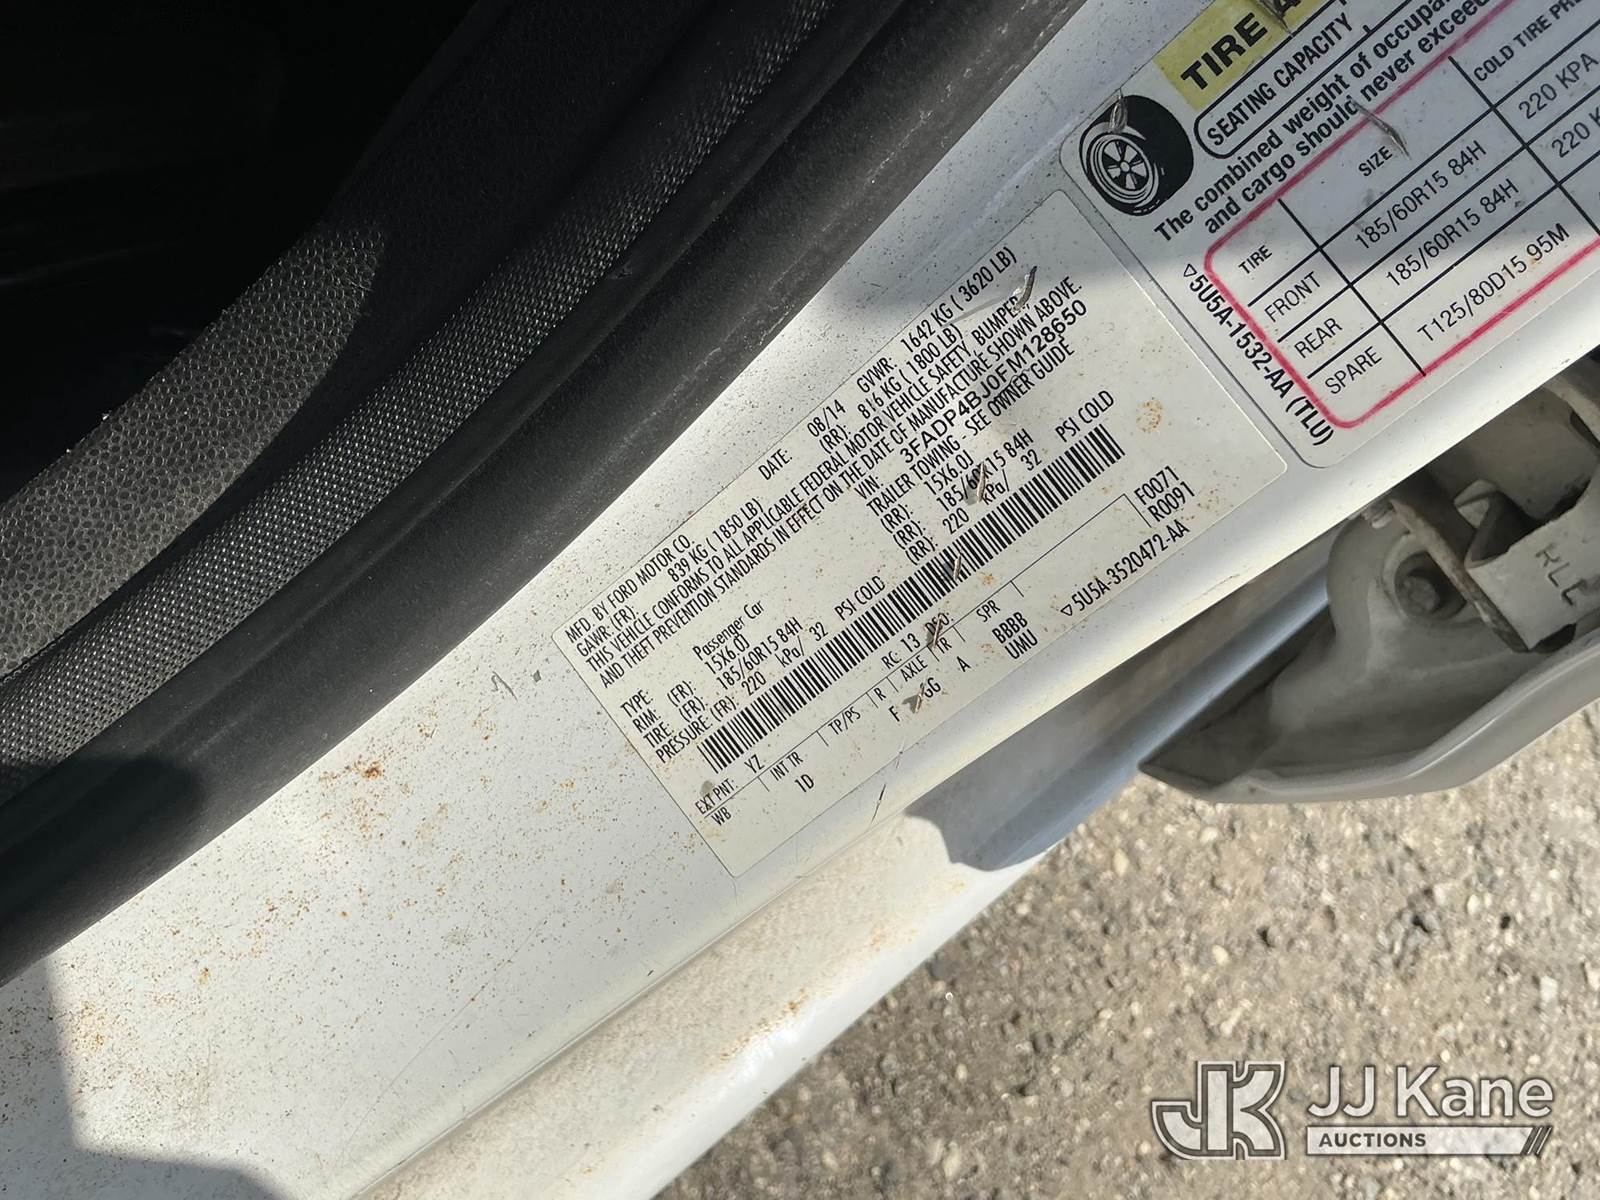 MFD. BY FORD MOTOR CO.
DATE: 08/14 GVWR: 1642 KG ( 3620 LB)
GAWR: (FR): 839 KG ( 1850 LB) (RR): 816 KG ( 1800 LB)
THIS VEHICLE CONFORMS TO ALL APPLICABLE FEDERAL MOTOR VEHICLE SAFETY, BUMPER,
AND THEFT PREVENTION STANDARDS IN EFFECT ON THE DATE OF MANUFACTURE SHOWN ABOVE.
VIN: 3FADP4BJ0FM128650
TYPE: Passenger Car TRAILER TOWING - SEE OWNER GUIDE
RIM: (FR): 15X6.0J (RR): 15X6.0J
TIRE (FR): 185/60R15 84H (RR): 185/60R15 84H
PRESSURE: (FR): 220 kPa/ 32 PSI COLD (RR): 220 kPa/ 32 PSI COLD
EXT PNT: YZ RC: 13 F0071
WB INT TR TP/PS R AXLE TR SPR R0091
1D F A BBBB
UMU
▽5U5A-3520472-AA
TIRE
SEATING CAPACITY
The combined weight of
and cargo should never exceed
SIZE COLD TIRE
TIRE
FRONT 185/60R15 84H 220 KPA
REAR 185/60R15 84H 220
SPARE T125/80D15 95M
▽5U5A-1532-AA (TLU)
JK JJ Kane
AUCTIONS